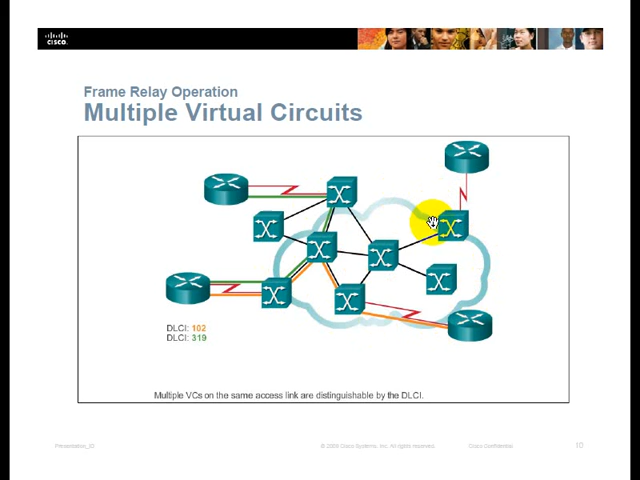 CISCO
Frame Relay Operation
Multiple Virtual Circuits
DLCI: 102
DLCI: 319
Multiple VCs on the same access link are distinguishable by the DLCI.
Presentation_ID
© 2008 Cisco Systems, Inc. All rights reserved.
Cisco Confidential
10